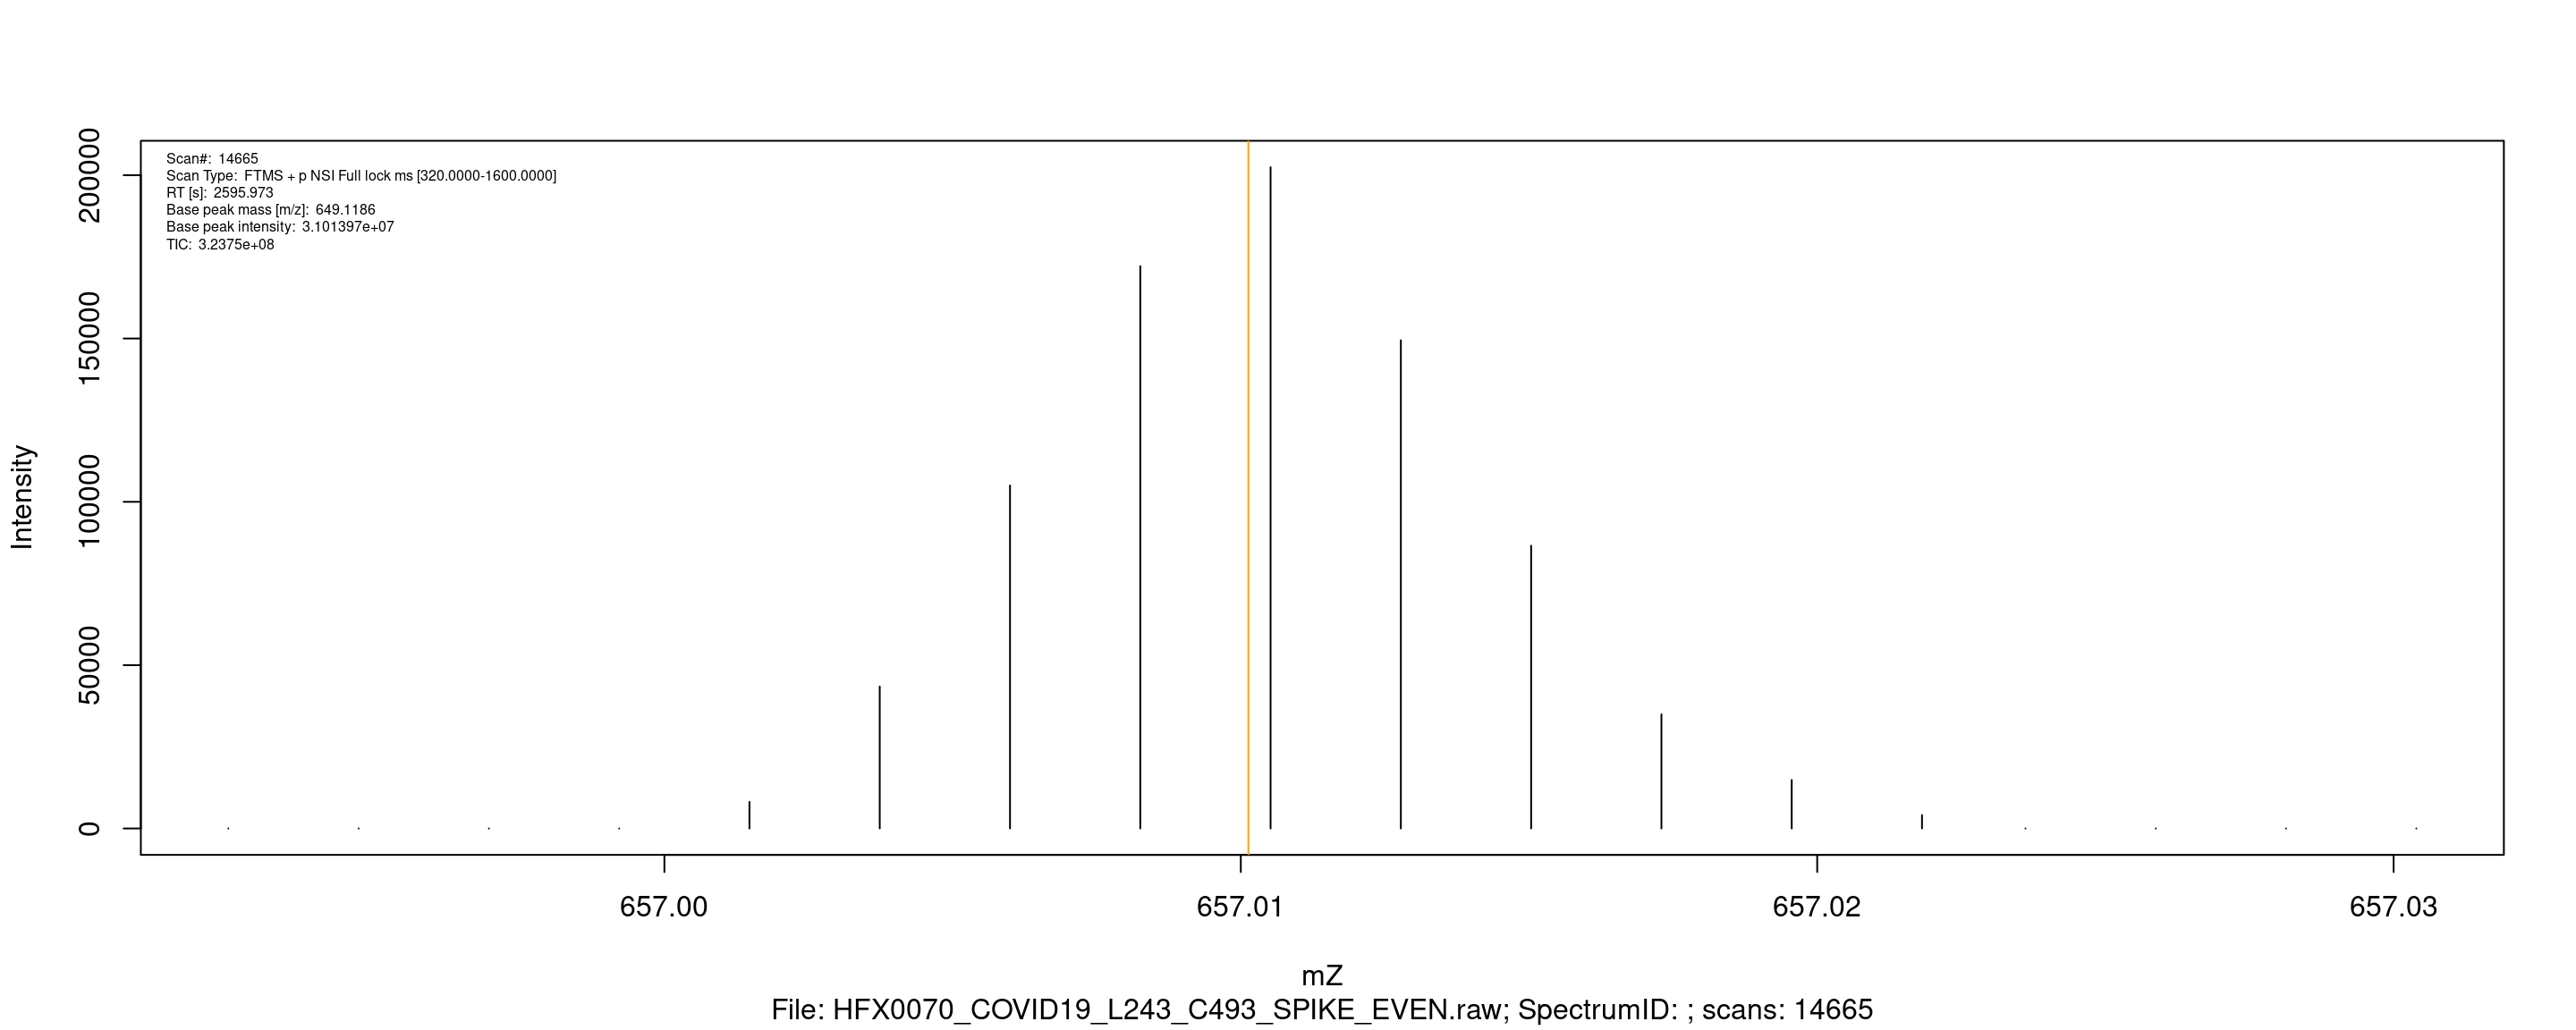 Scan#: 14665
Scan Type: FTMS + p NSI Full lock ms [320.0000-1600.0000]
RT [s]: 2595.973
Base peak mass [m/z]: 649.1186
Base peak intensity: 3.101397e+07
TIC: 3.2375e+08
200000
150000
100000
50000
0
Intensity
657.00 657.01 657.02 657.03
mZ
File: HFX0070_COVID19_L243_C493_SPIKE_EVEN.raw; SpectrumID: ; scans: 14665